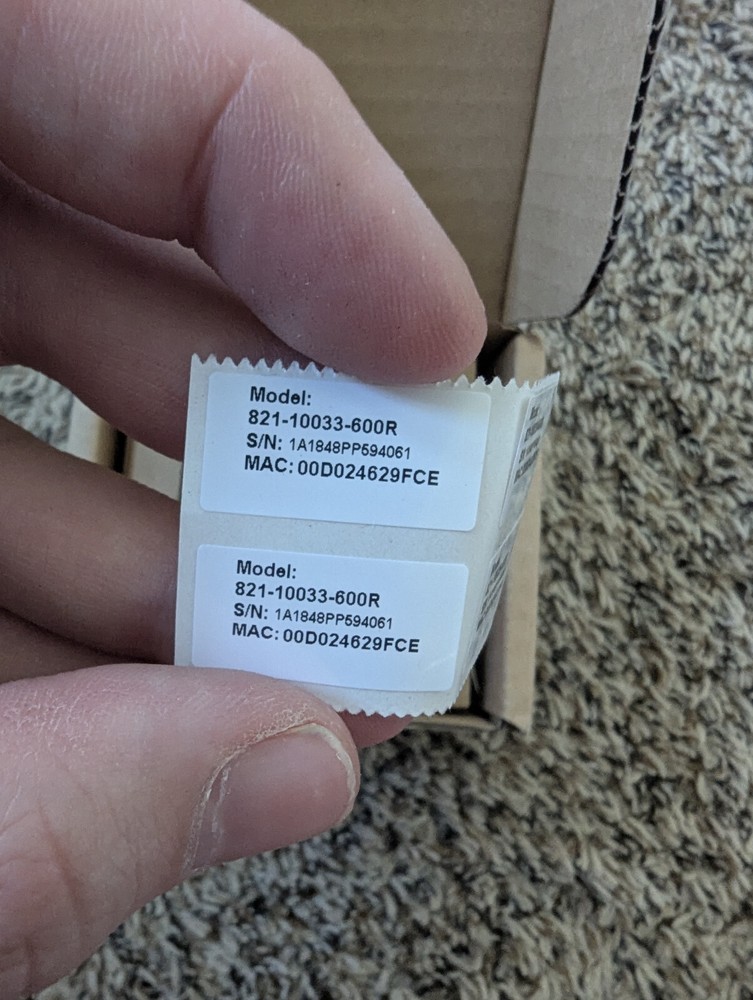 Model:
821-10033-600R
S/N: 1A1848PP594061
MAC: 00D024629FCE
Model:
821-10033-600R
S/N: 1A1848PP594061
MAC: 00D024629FCE